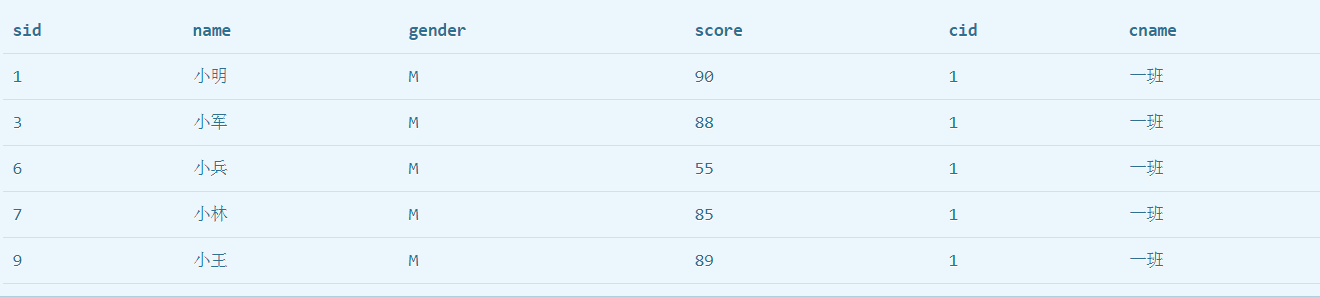 sid name gender score cid cname
1 小明 M 90 1 一班
3 小军 M 88 1 一班
6 小兵 M 55 1 一班
7 小林 M 85 1 一班
9 小王 M 89 1 一班